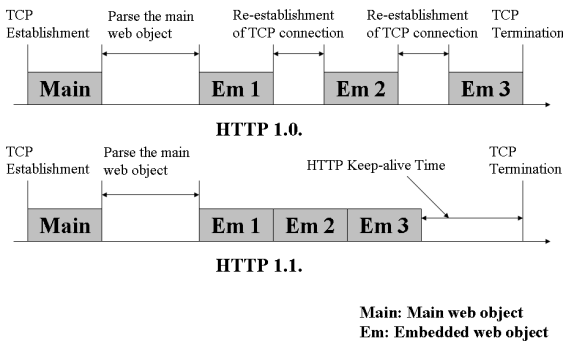 TCP
Establishment
Parse the main
web object
Re-establishment
of TCP connection
Re-establishment
of TCP connection
TCP
Termination
Main
Em 1
Em 2
Em 3
HTTP 1.0.
TCP
Establishment
Parse the main
web object
HTTP Keep-alive Time
TCP
Termination
Main
Em 1
Em 2
Em 3
HTTP 1.1.
Main: Main web object
Em: Embedded web object